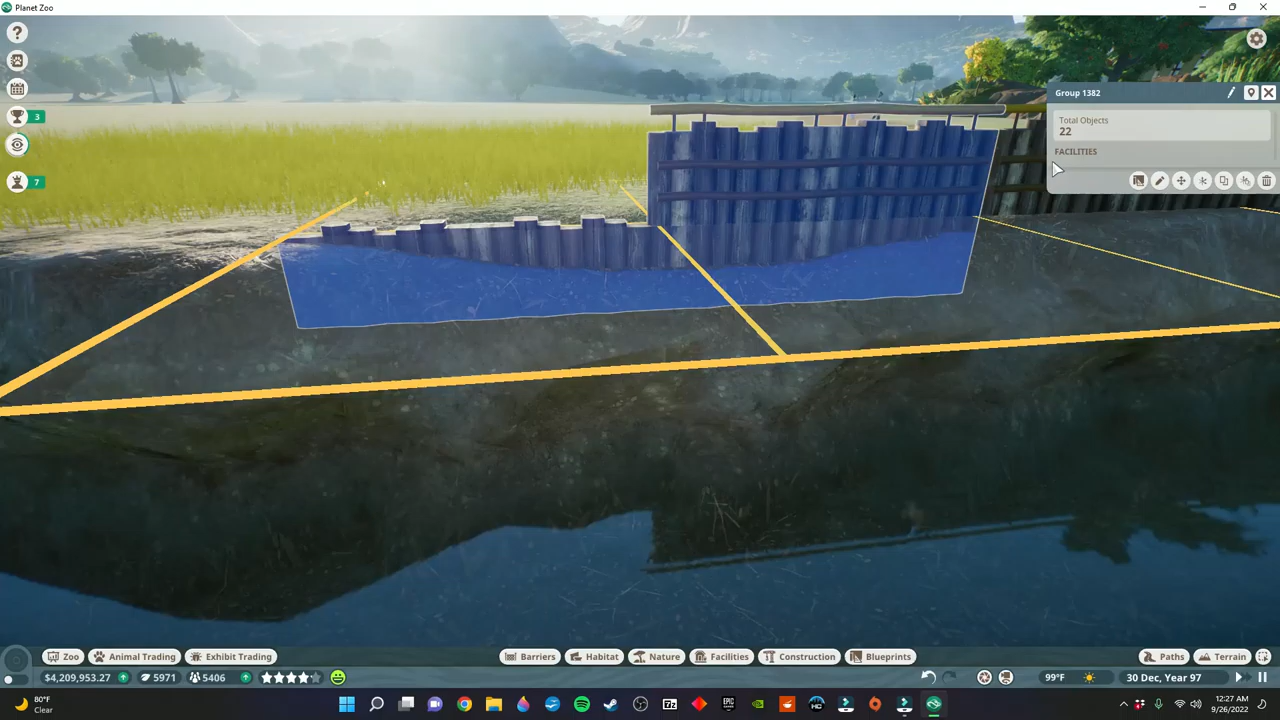 Planet Zoo
3
7
Group 1382
Total Objects
22
FACILITIES
Zoo
Animal Trading
Exhibit Trading
Barriers
Habitat
Nature
Facilities
Construction
Blueprints
Paths
Terrain
$4,209,953.27
5971
5406
99°F
30 Dec, Year 97
80°F
Clear
12:27 AM
9/26/2022